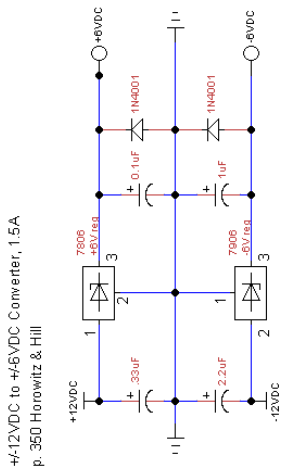 +/-12VDC to +/-6VDC Converter, 1.5A
p. 350 Horowitz & Hill
+12VDC
1
7806
+6Vreg
3
2
+6VDC
.33uF
+
0.1uF
+
1N4001
2.2uF
+
1uF
+
1N4001
-12VDC
2
7906
-6Vreg
3
1
-6VDC